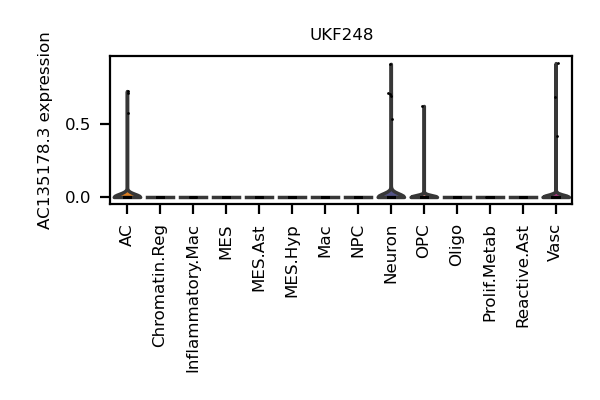 UKF248
AC135178.3 expression
0.5
0.0
AC
Chromatin.Reg
Inflammatory.Mac
MES
MES.Ast
MES.Hyp
Mac
NPC
Neuron
OPC
Oligo
Prolif.Metab
Reactive.Ast
Vasc